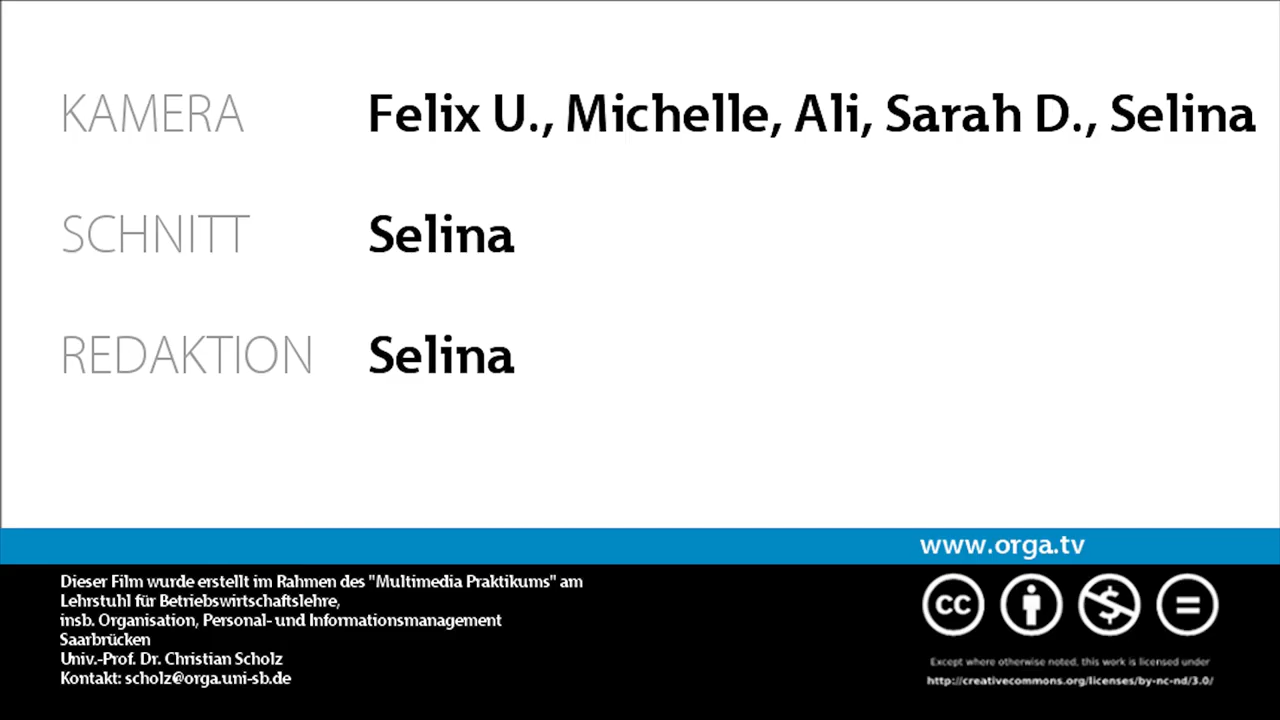 KAMERA Felix U., Michelle, Ali, Sarah D., Selina
SCHNITT Selina
REDAKTION Selina
www.orga.tv
Dieser Film wurde erstellt im Rahmen des "Multimedia Praktikums" am
Lehrstuhl für Betriebswirtschaftslehre,
insb. Organisation, Personal- und Informationsmanagement
Saarbrücken
Univ.-Prof. Dr. Christian Scholz
Kontakt: scholz@orga.uni-sb.de
cc
Except where otherwise noted, this work is licensed under
http://creativecommons.org/licenses/by-nc-nd/3.0/